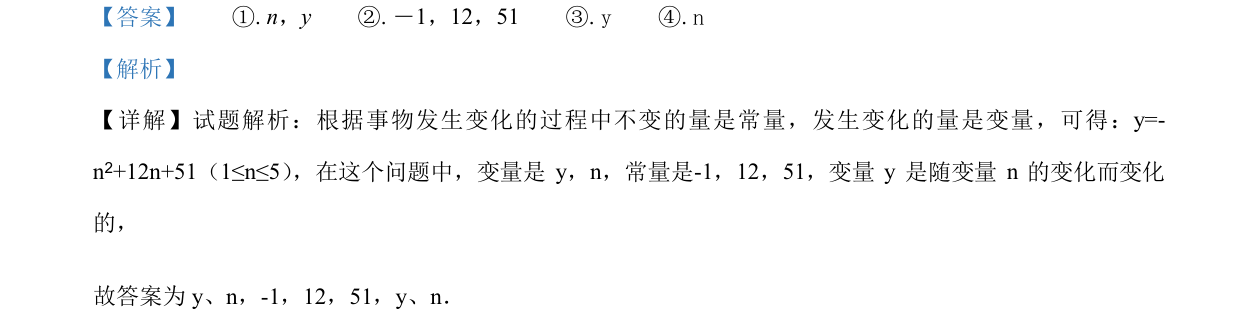 【答案】 ①. n，y ②. －1，12，51 ③. y ④. n
【解析】
【详解】试题解析：根据事物发生变化的过程中不变的量是常量，发生变化的量是变量，可得：y=-
n²+12n+51（1≤n≤5），在这个问题中，变量是 y，n，常量是-1，12，51，变量 y 是随变量 n 的变化而变化
的，
故答案为 y、n，-1，12，51，y、n．